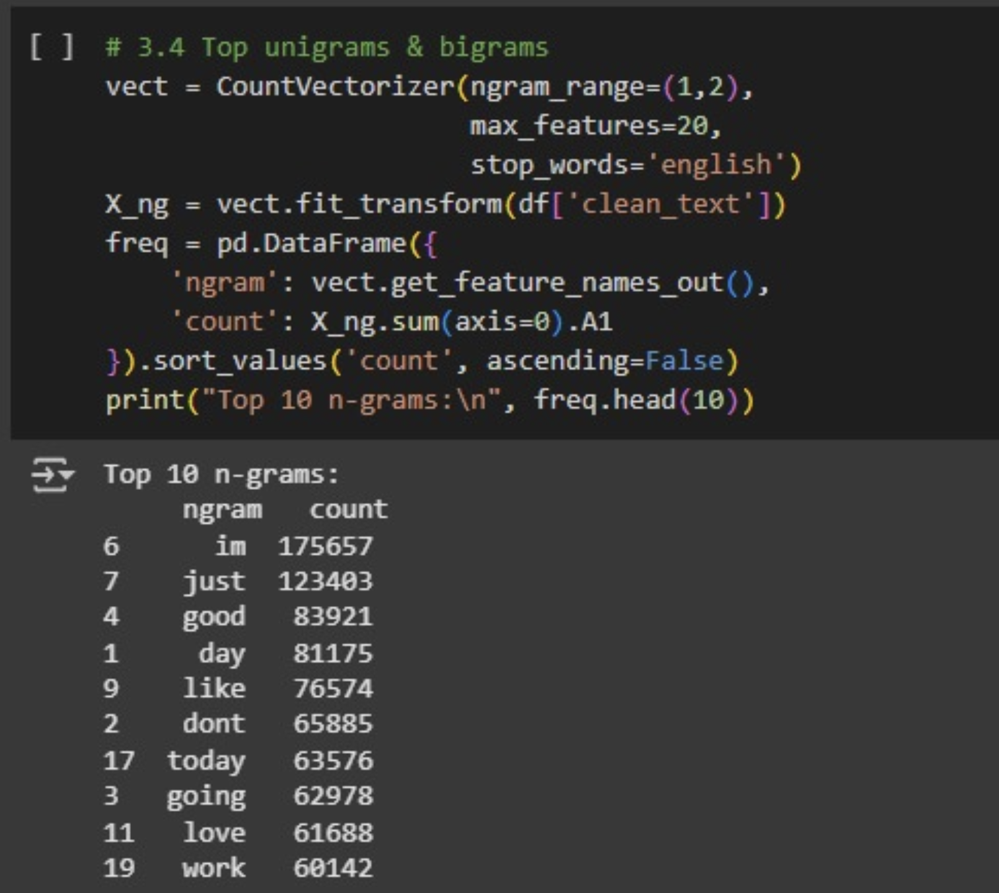 [ ] # 3.4 Top unigrams & bigrams
vect = CountVectorizer(ngram_range=(1,2),
                       max_features=20,
                       stop_words='english')
X_ng = vect.fit_transform(df['clean_text'])
freq = pd.DataFrame({
    'ngram': vect.get_feature_names_out(),
    'count': X_ng.sum(axis=0).A1
}).sort_values('count', ascending=False)
print("Top 10 n-grams:\n", freq.head(10))
Top 10 n-grams:
     ngram   count
6       im  175657
7     just  123403
4     good   83921
1      day   81175
9     like   76574
2     dont   65885
17   today   63576
3    going   62978
11    love   61688
19    work   60142